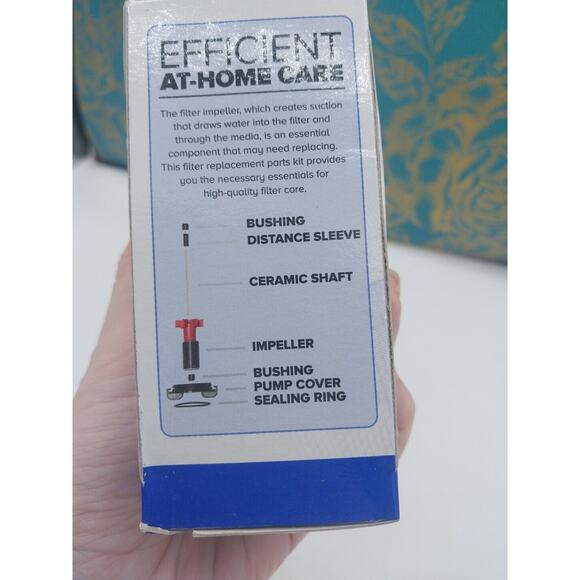 EFFICIENT
AT-HOME CARE
The filter impeller, which creates suction
that draws water into the filter and
through the media, is an essential
component that may need replacing.
This filter replacement parts kit provides
you the necessary essentials for
high-quality filter care.
BUSHING
DISTANCE SLEEVE
CERAMIC SHAFT
IMPELLER
BUSHING
PUMP COVER
SEALING RING